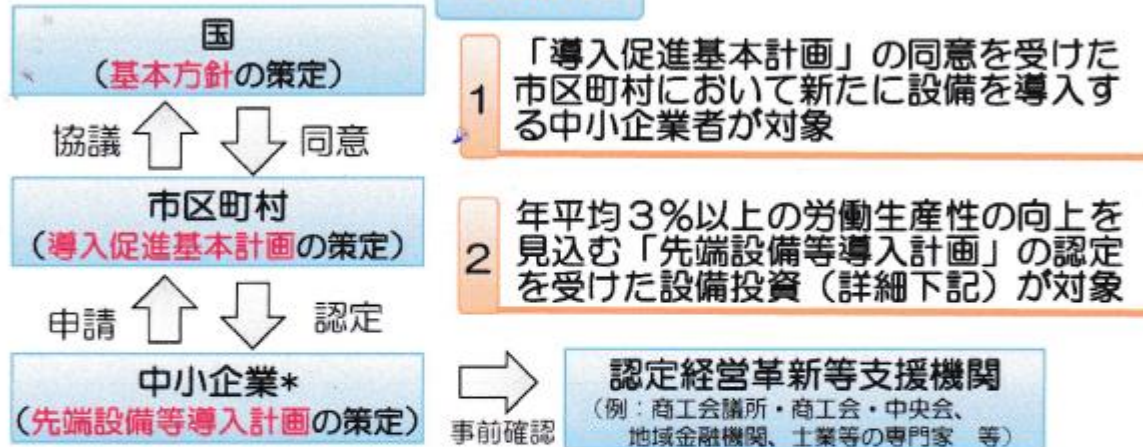 国
（基本方針の策定）
協議
同意
市区町村
（導入促進基本計画の策定）
申請
認定
中小企業*
（先端設備等導入計画の策定）
事前確認
1
「導入促進基本計画」の同意を受けた
市区町村において新たに設備を導入す
る中小企業者が対象
2
年平均３％以上の労働生産性の向上を
見込む「先端設備等導入計画」の認定
を受けた設備投資（詳細下記）が対象
認定経営革新等支援機関
（例：商工会議所・商工会・中央会、
地域金融機関、士業等の専門家　等）